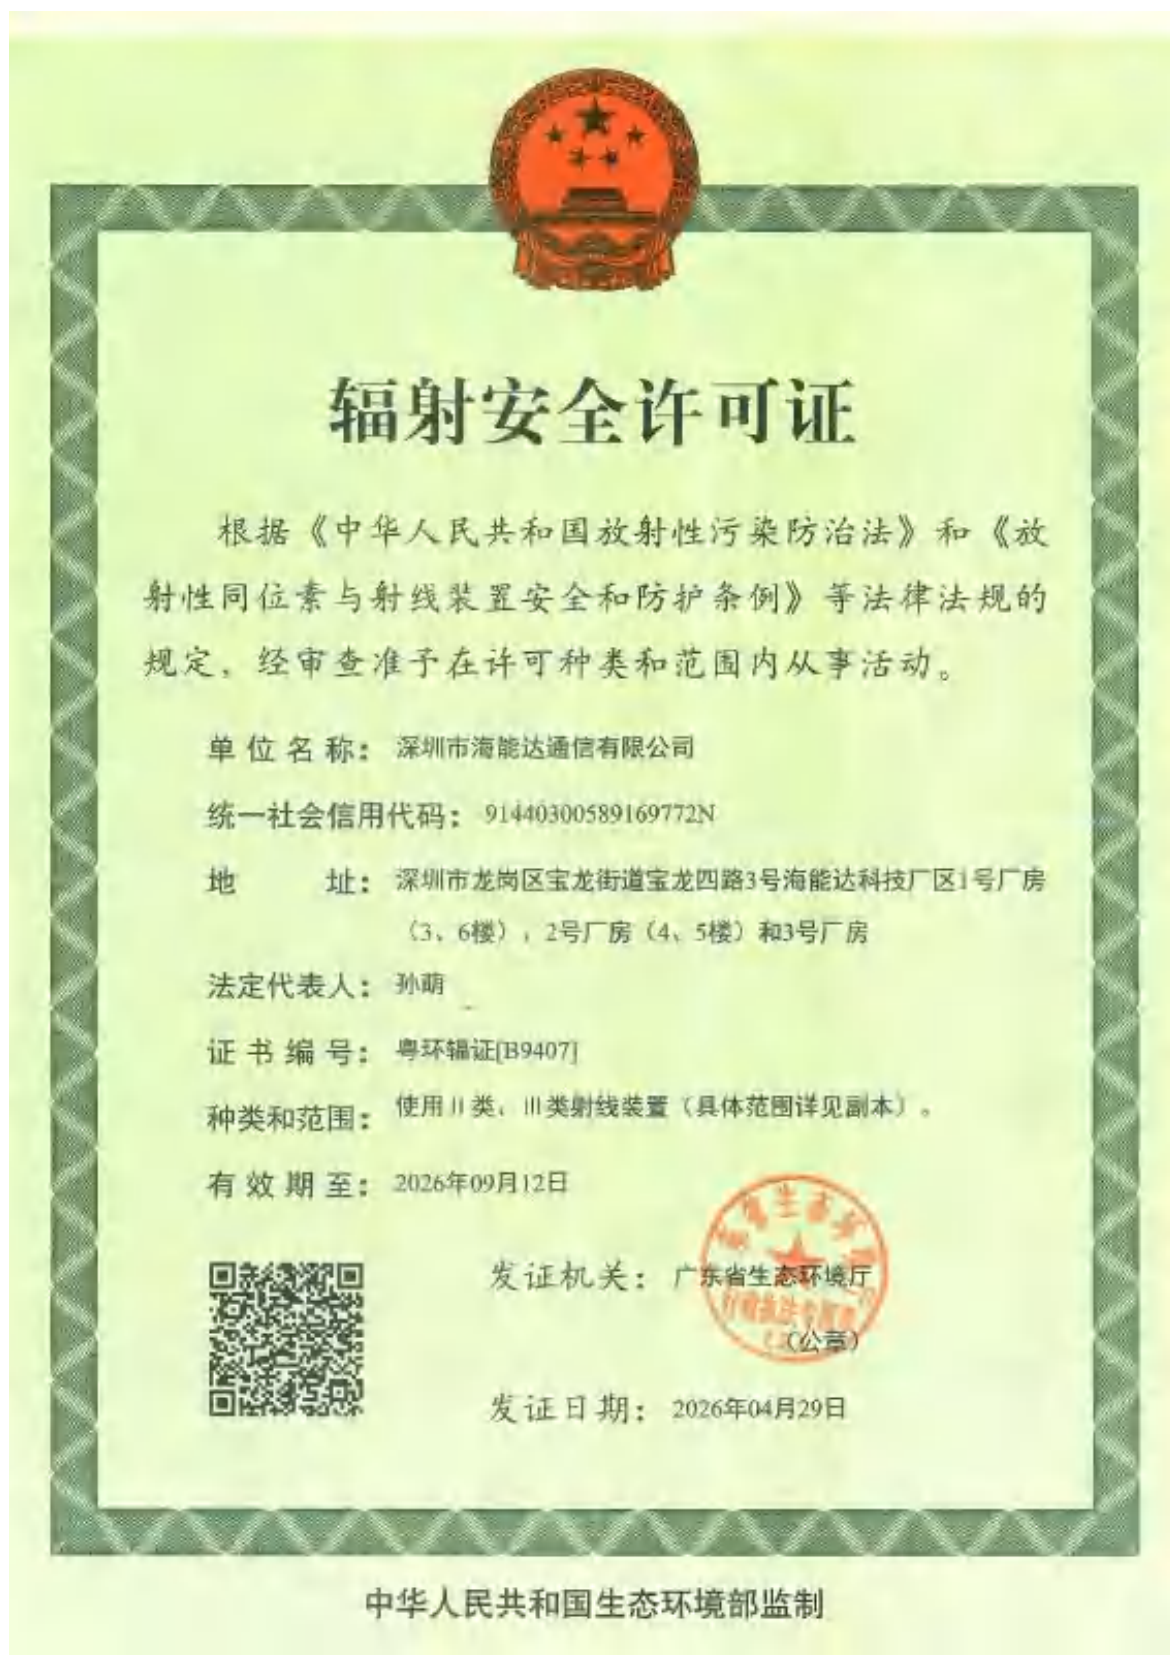 辐射安全许可证
根据《中华人民共和国放射性污染防治法》和《放
射性同位素与射线装置安全和防护条例》等法律法规的
规定，经审查准予在许可种类和范围内从事活动。
单位名称：深圳市海能达通信有限公司
统一社会信用代码：91440300589169772N
地 址：深圳市龙岗区宝龙街道宝龙四路3号海能达科技厂区1号厂房
（3、6楼），2号厂房（4、5楼）和3号厂房
法定代表人：孙萌
证书编号：粤环辐证[B9407]
种类和范围：使用Ⅱ类、Ⅲ类射线装置（具体范围详见副本）。
有效期至：2026年09月12日
发证机关：广东省生态环境厅
（公章）
发证日期：2026年04月29日
中华人民共和国生态环境部监制